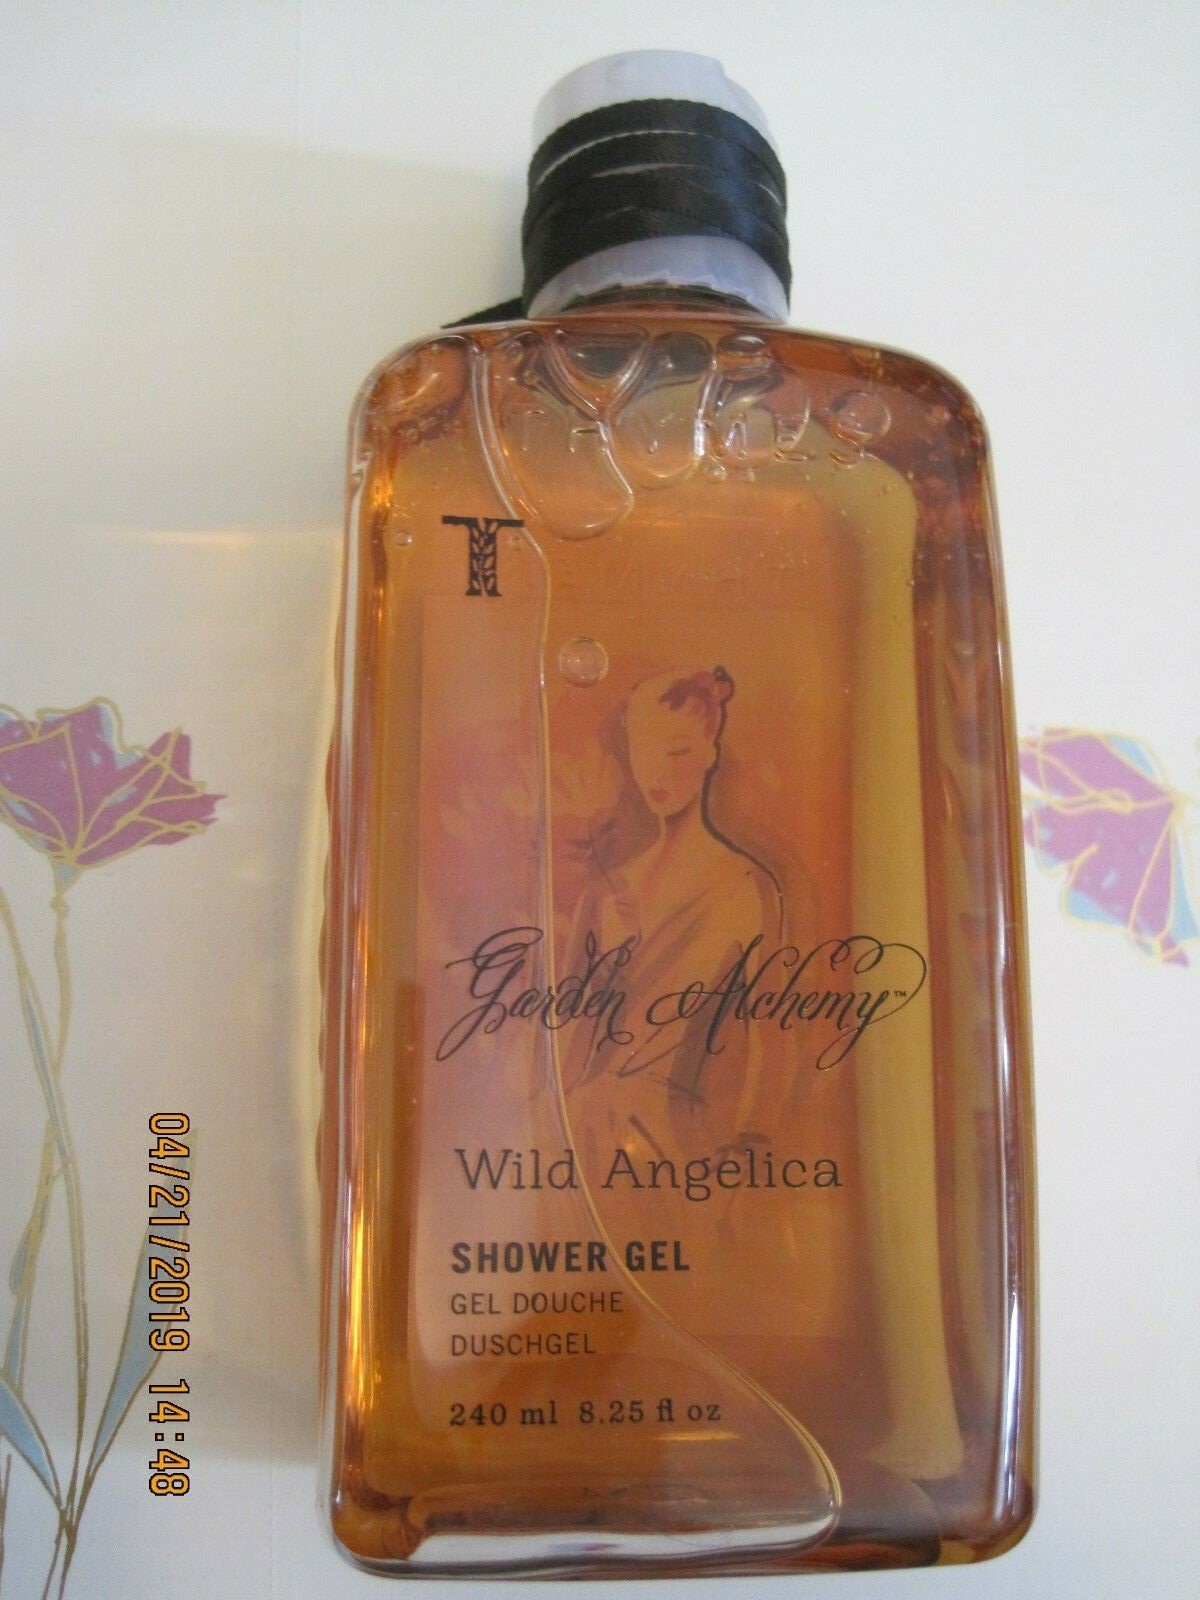 THYMES
T
Garden Alchemy™
Wild Angelica
SHOWER GEL
GEL DOUCHE
DUSCHGEL
240 ml 8.25 fl oz
04/21/2019 14:48